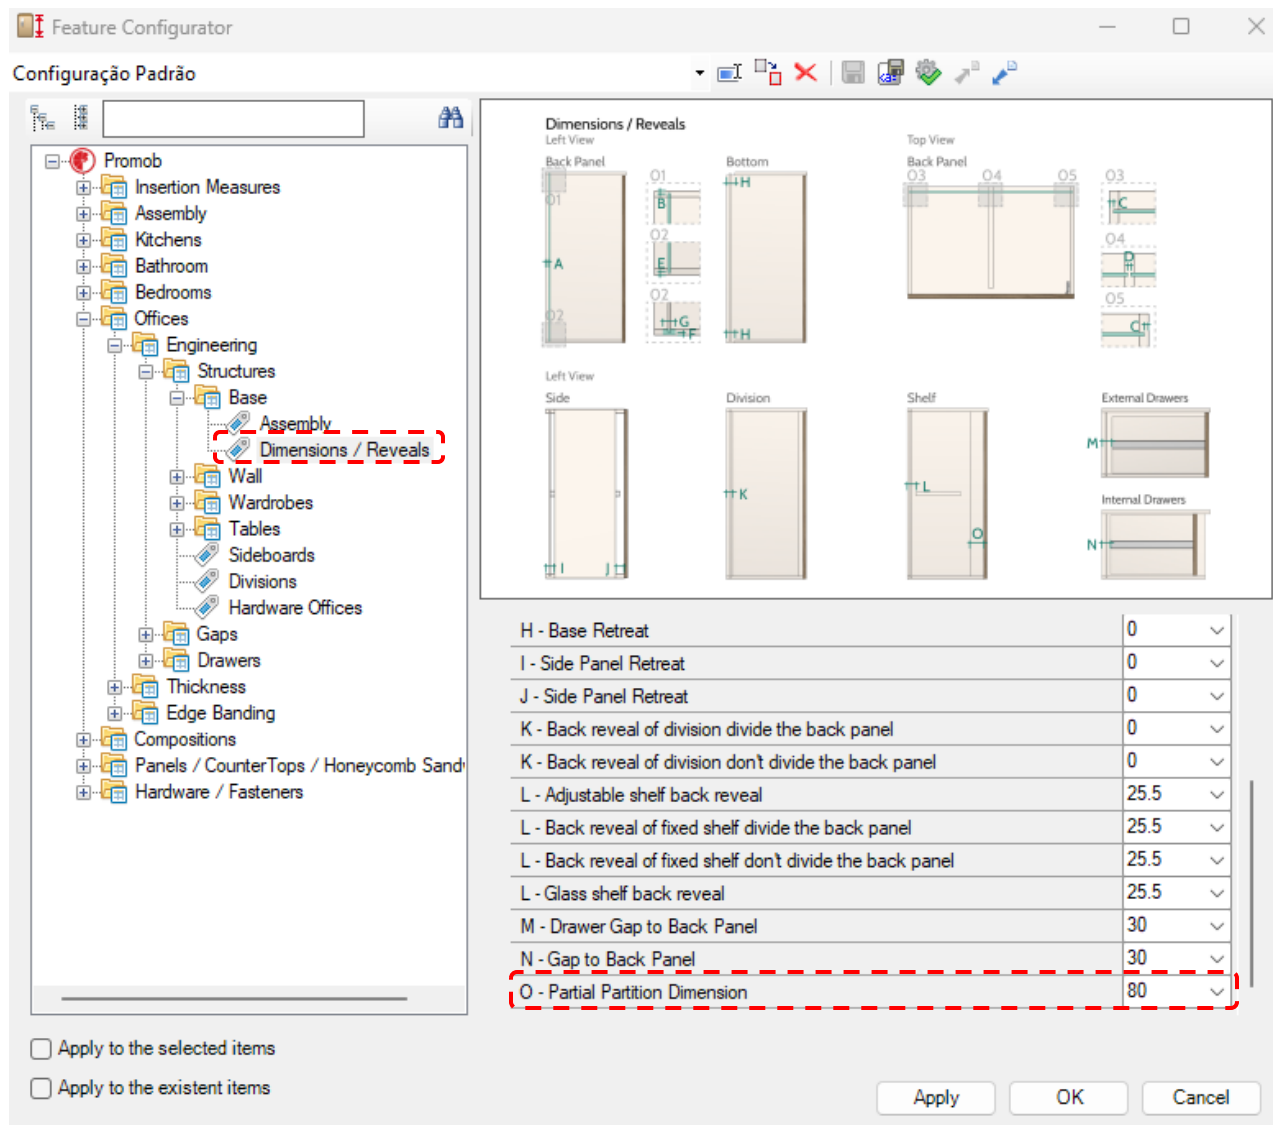 Feature Configurator
Configuração Padrão
Promob
Insertion Measures
Assembly
Kitchens
Bathroom
Bedrooms
Offices
Engineering
Structures
Base
Assembly
Dimensions / Reveals
Wall
Wardrobes
Tables
Sideboards
Divisions
Hardware Offices
Gaps
Drawers
Thickness
Edge Banding
Compositions
Panels / CounterTops / Honeycomb Sand
Hardware / Fasteners
Dimensions / Reveals
Left View
Top View
Back Panel
Bottom
Back Panel
O1
O1
B
O2
E
O2
G
F
A
O2
H
H
O3
O4
O5
J
O3
C
O4
D
O5
C
Left View
Side
Division
Shelf
External Drawers
I
J
K
L
O
M
Internal Drawers
N
H - Base Retreat 0
I - Side Panel Retreat 0
J - Side Panel Retreat 0
K - Back reveal of division divide the back panel 0
K - Back reveal of division don't divide the back panel 0
L - Adjustable shelf back reveal 25.5
L - Back reveal of fixed shelf divide the back panel 25.5
L - Back reveal of fixed shelf don't divide the back panel 25.5
L - Glass shelf back reveal 25.5
M - Drawer Gap to Back Panel 30
N - Gap to Back Panel 30
O - Partial Partition Dimension 80
Apply to the selected items
Apply to the existent items
Apply
OK
Cancel